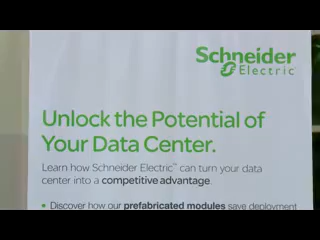 Schneider
Electric
Unlock the Potential of
Your Data Center.
Learn how Schneider Electric™ can turn your data
center into a competitive advantage.
• Discover how our prefabricated modules save deployment